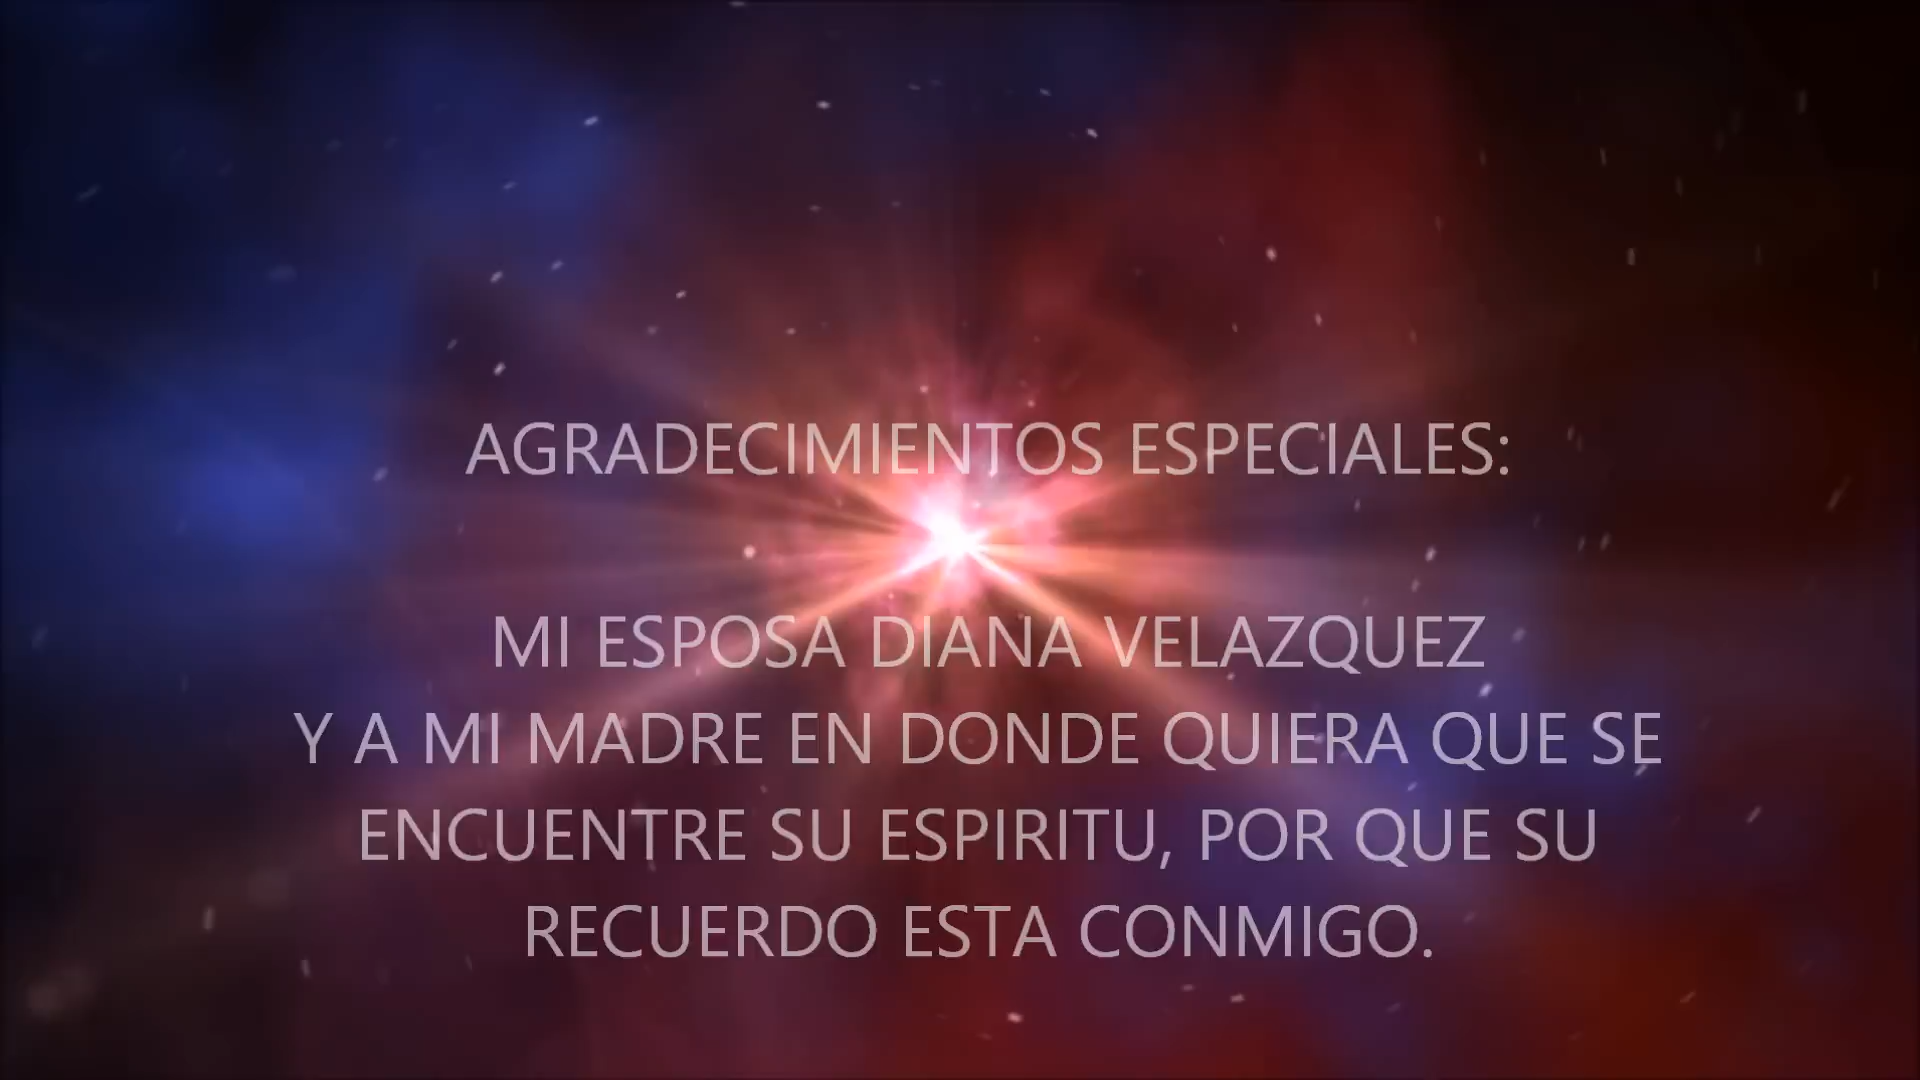 AGRADECIMIENTOS ESPECIALES:
MI ESPOSA DIANA VELAZQUEZ
Y A MI MADRE EN DONDE QUIERA QUE SE
ENCUENTRE SU ESPIRITU, POR QUE SU
RECUERDO ESTA CONMIGO.